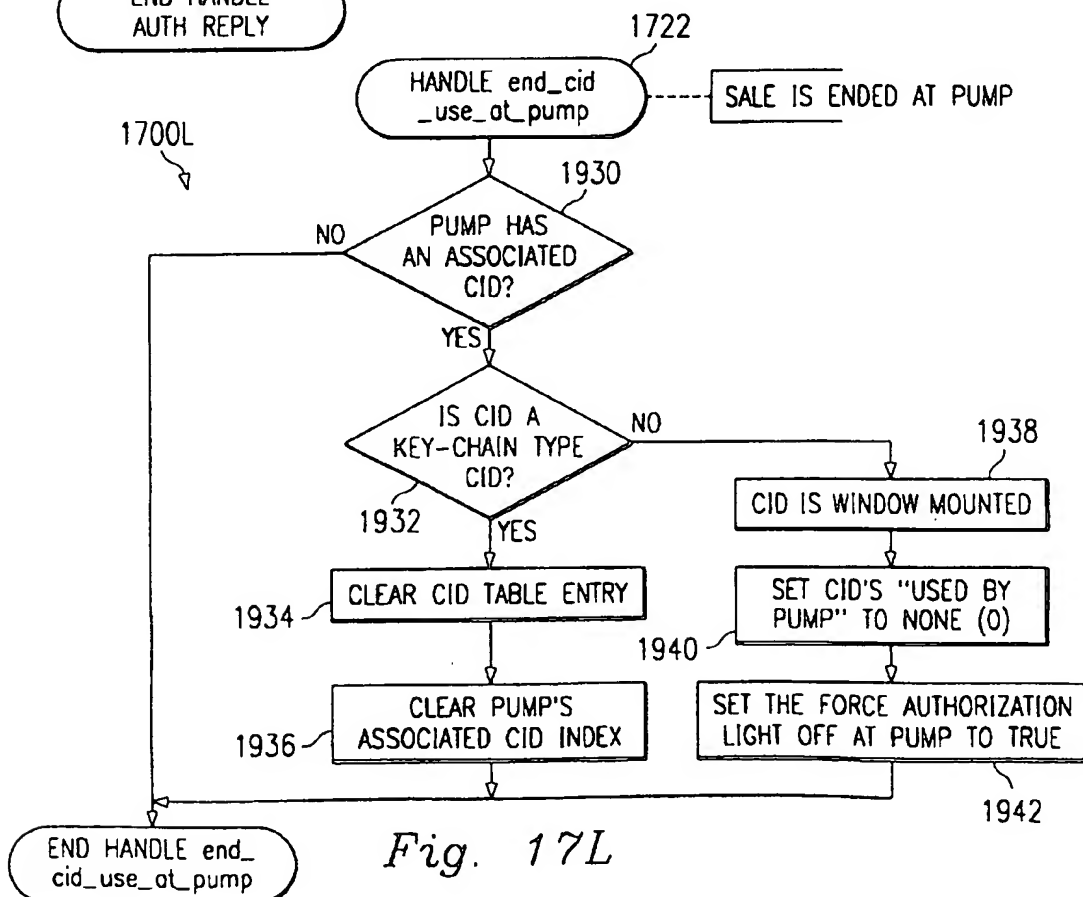 END HANDLE
AUTH REPLY
1722
HANDLE end_cid
_use_at_pump
SALE IS ENDED AT PUMP
1700L
1930
NO
PUMP HAS
AN ASSOCIATED
CID?
YES
IS CID A
KEY-CHAIN TYPE
CID?
NO
1932
YES
1938
CID IS WINDOW MOUNTED
CLEAR CID TABLE ENTRY
1934
SET CID'S "USED BY
PUMP" TO NONE (0)
1940
CLEAR PUMP'S
ASSOCIATED CID INDEX
1936
SET THE FORCE AUTHORIZATION
LIGHT OFF AT PUMP TO TRUE
1942
END HANDLE end_
cid_use_at_pump
Fig. 17L